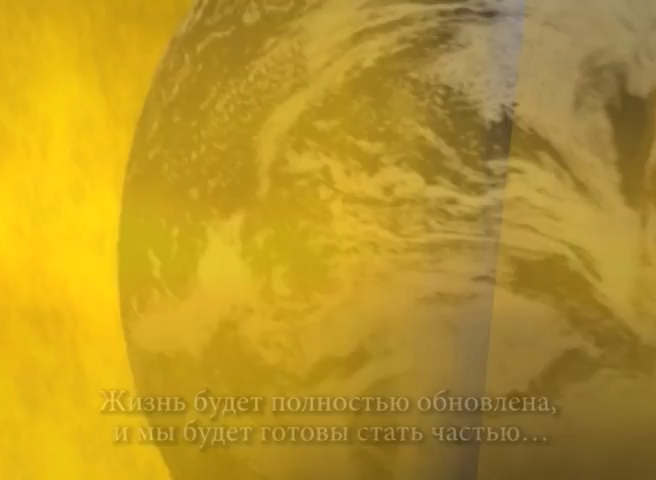 Жизнь будет полностью обновлена,
и мы будет готовы стать частью...